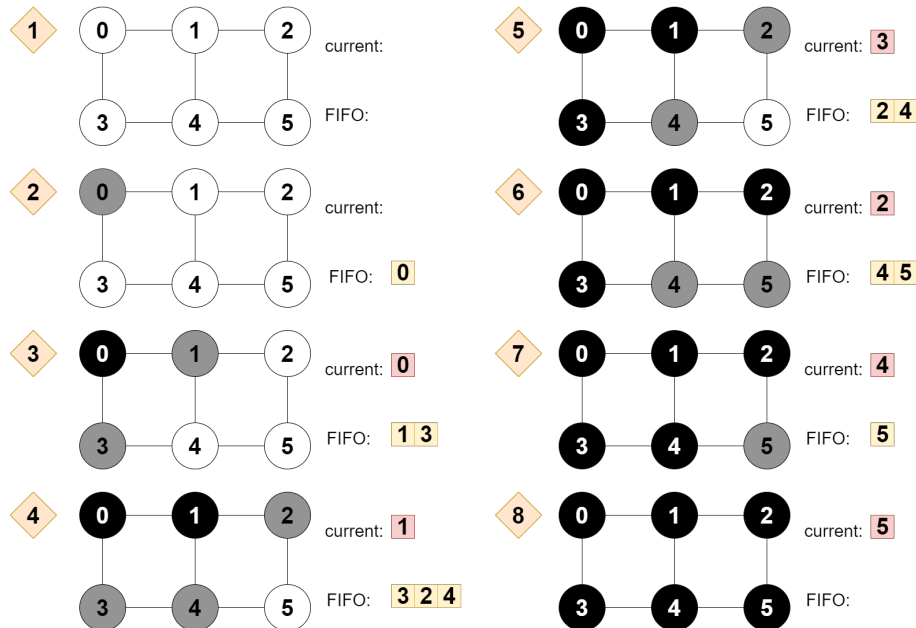 1
0 1 2
current:
3 4 5
FIFO:
2
0 1 2
current:
3 4 5
FIFO: 0
3
0 1 2
current: 0
3 4 5
FIFO: 1 3
4
0 1 2
current: 1
3 4 5
FIFO: 3 2 4
5
0 1 2
current: 3
3 4 5
FIFO: 2 4
6
0 1 2
current: 2
3 4 5
FIFO: 4 5
7
0 1 2
current: 4
3 4 5
FIFO: 5
8
0 1 2
current: 5
3 4 5
FIFO: